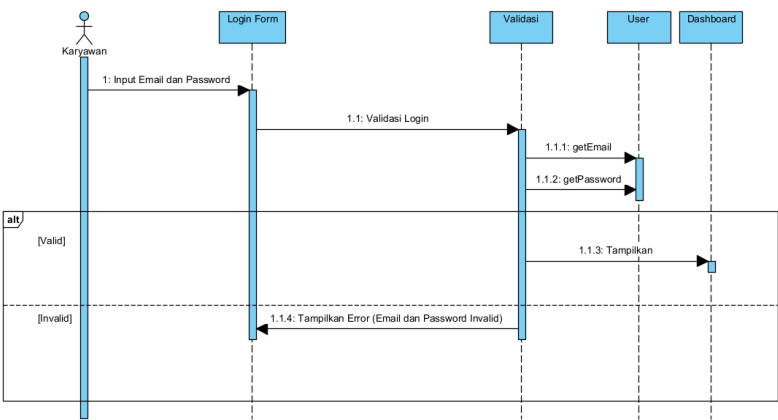 Login Form
Validasi
User
Dashboard
Karyawan
1: Input Email dan Password
1.1: Validasi Login
1.1.1: getEmail
1.1.2: getPassword
alt
[Valid]
1.1.3: Tampilkan
[Invalid]
1.1.4: Tampilkan Error (Email dan Password Invalid)